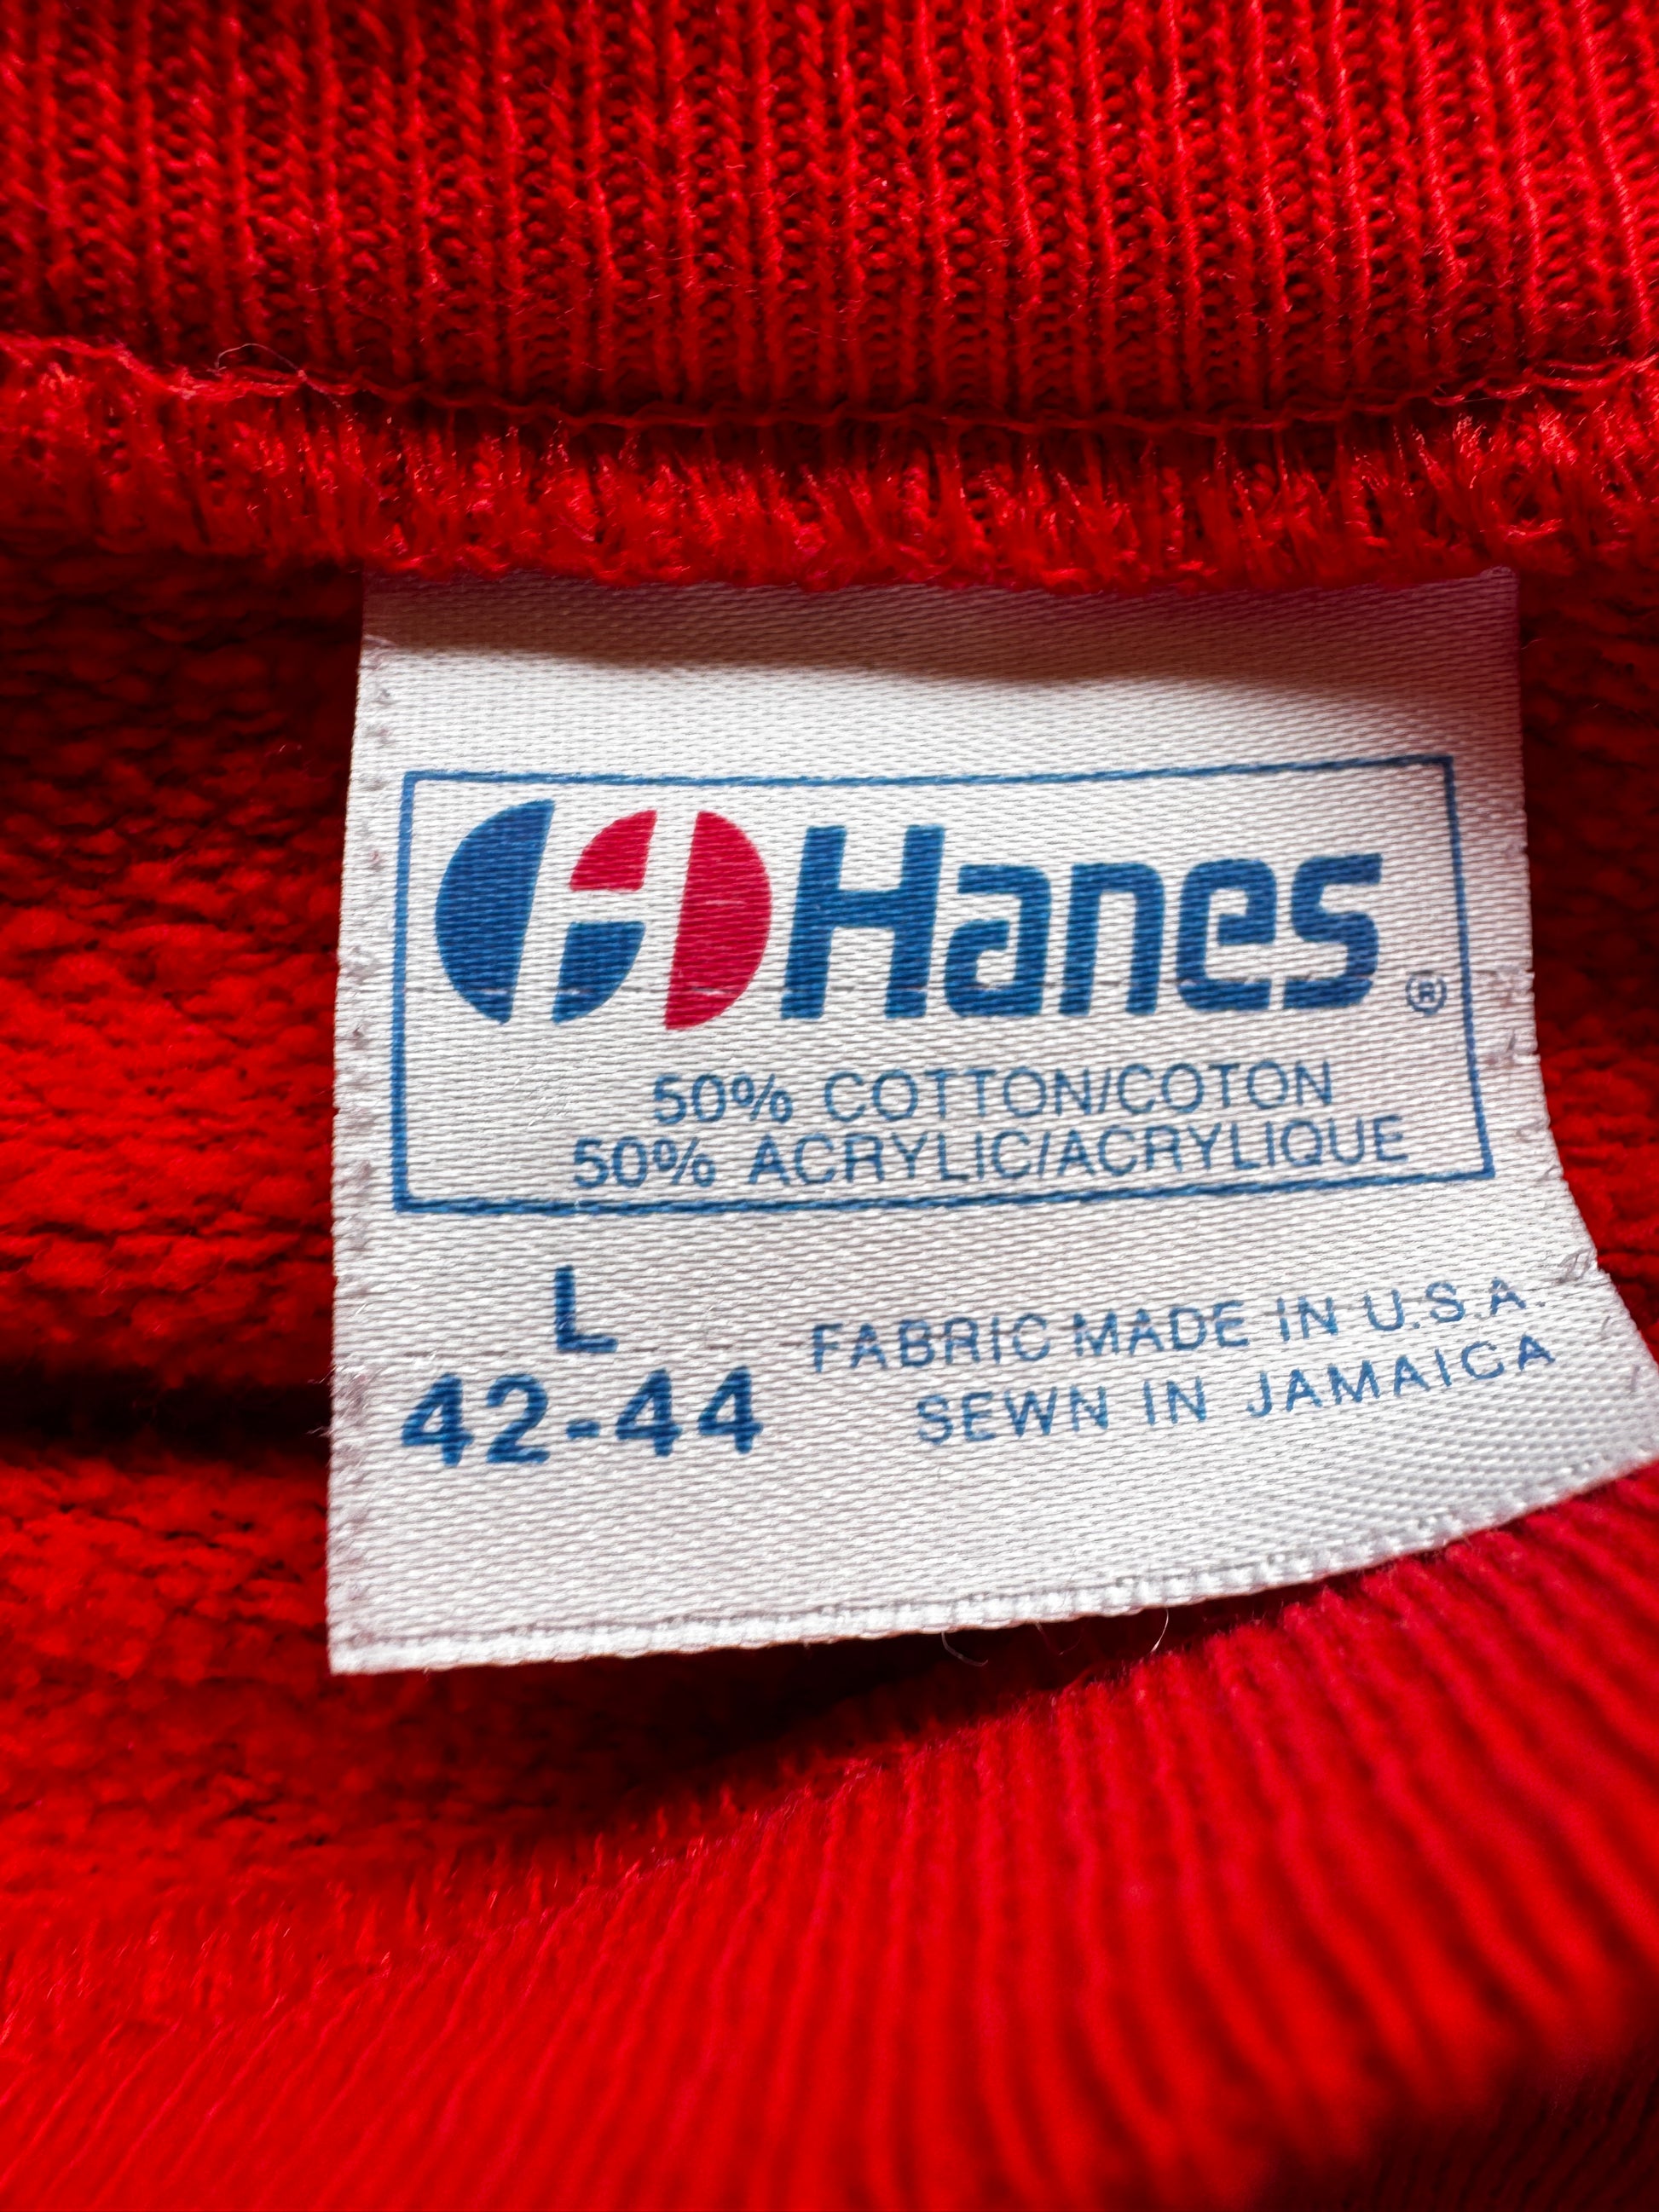 Hanes®
50% COTTON/COTON
50% ACRYLIC/ACRYLIQUE
L
42-44
FABRIC MADE IN U.S.A.
SEWN IN JAMAICA